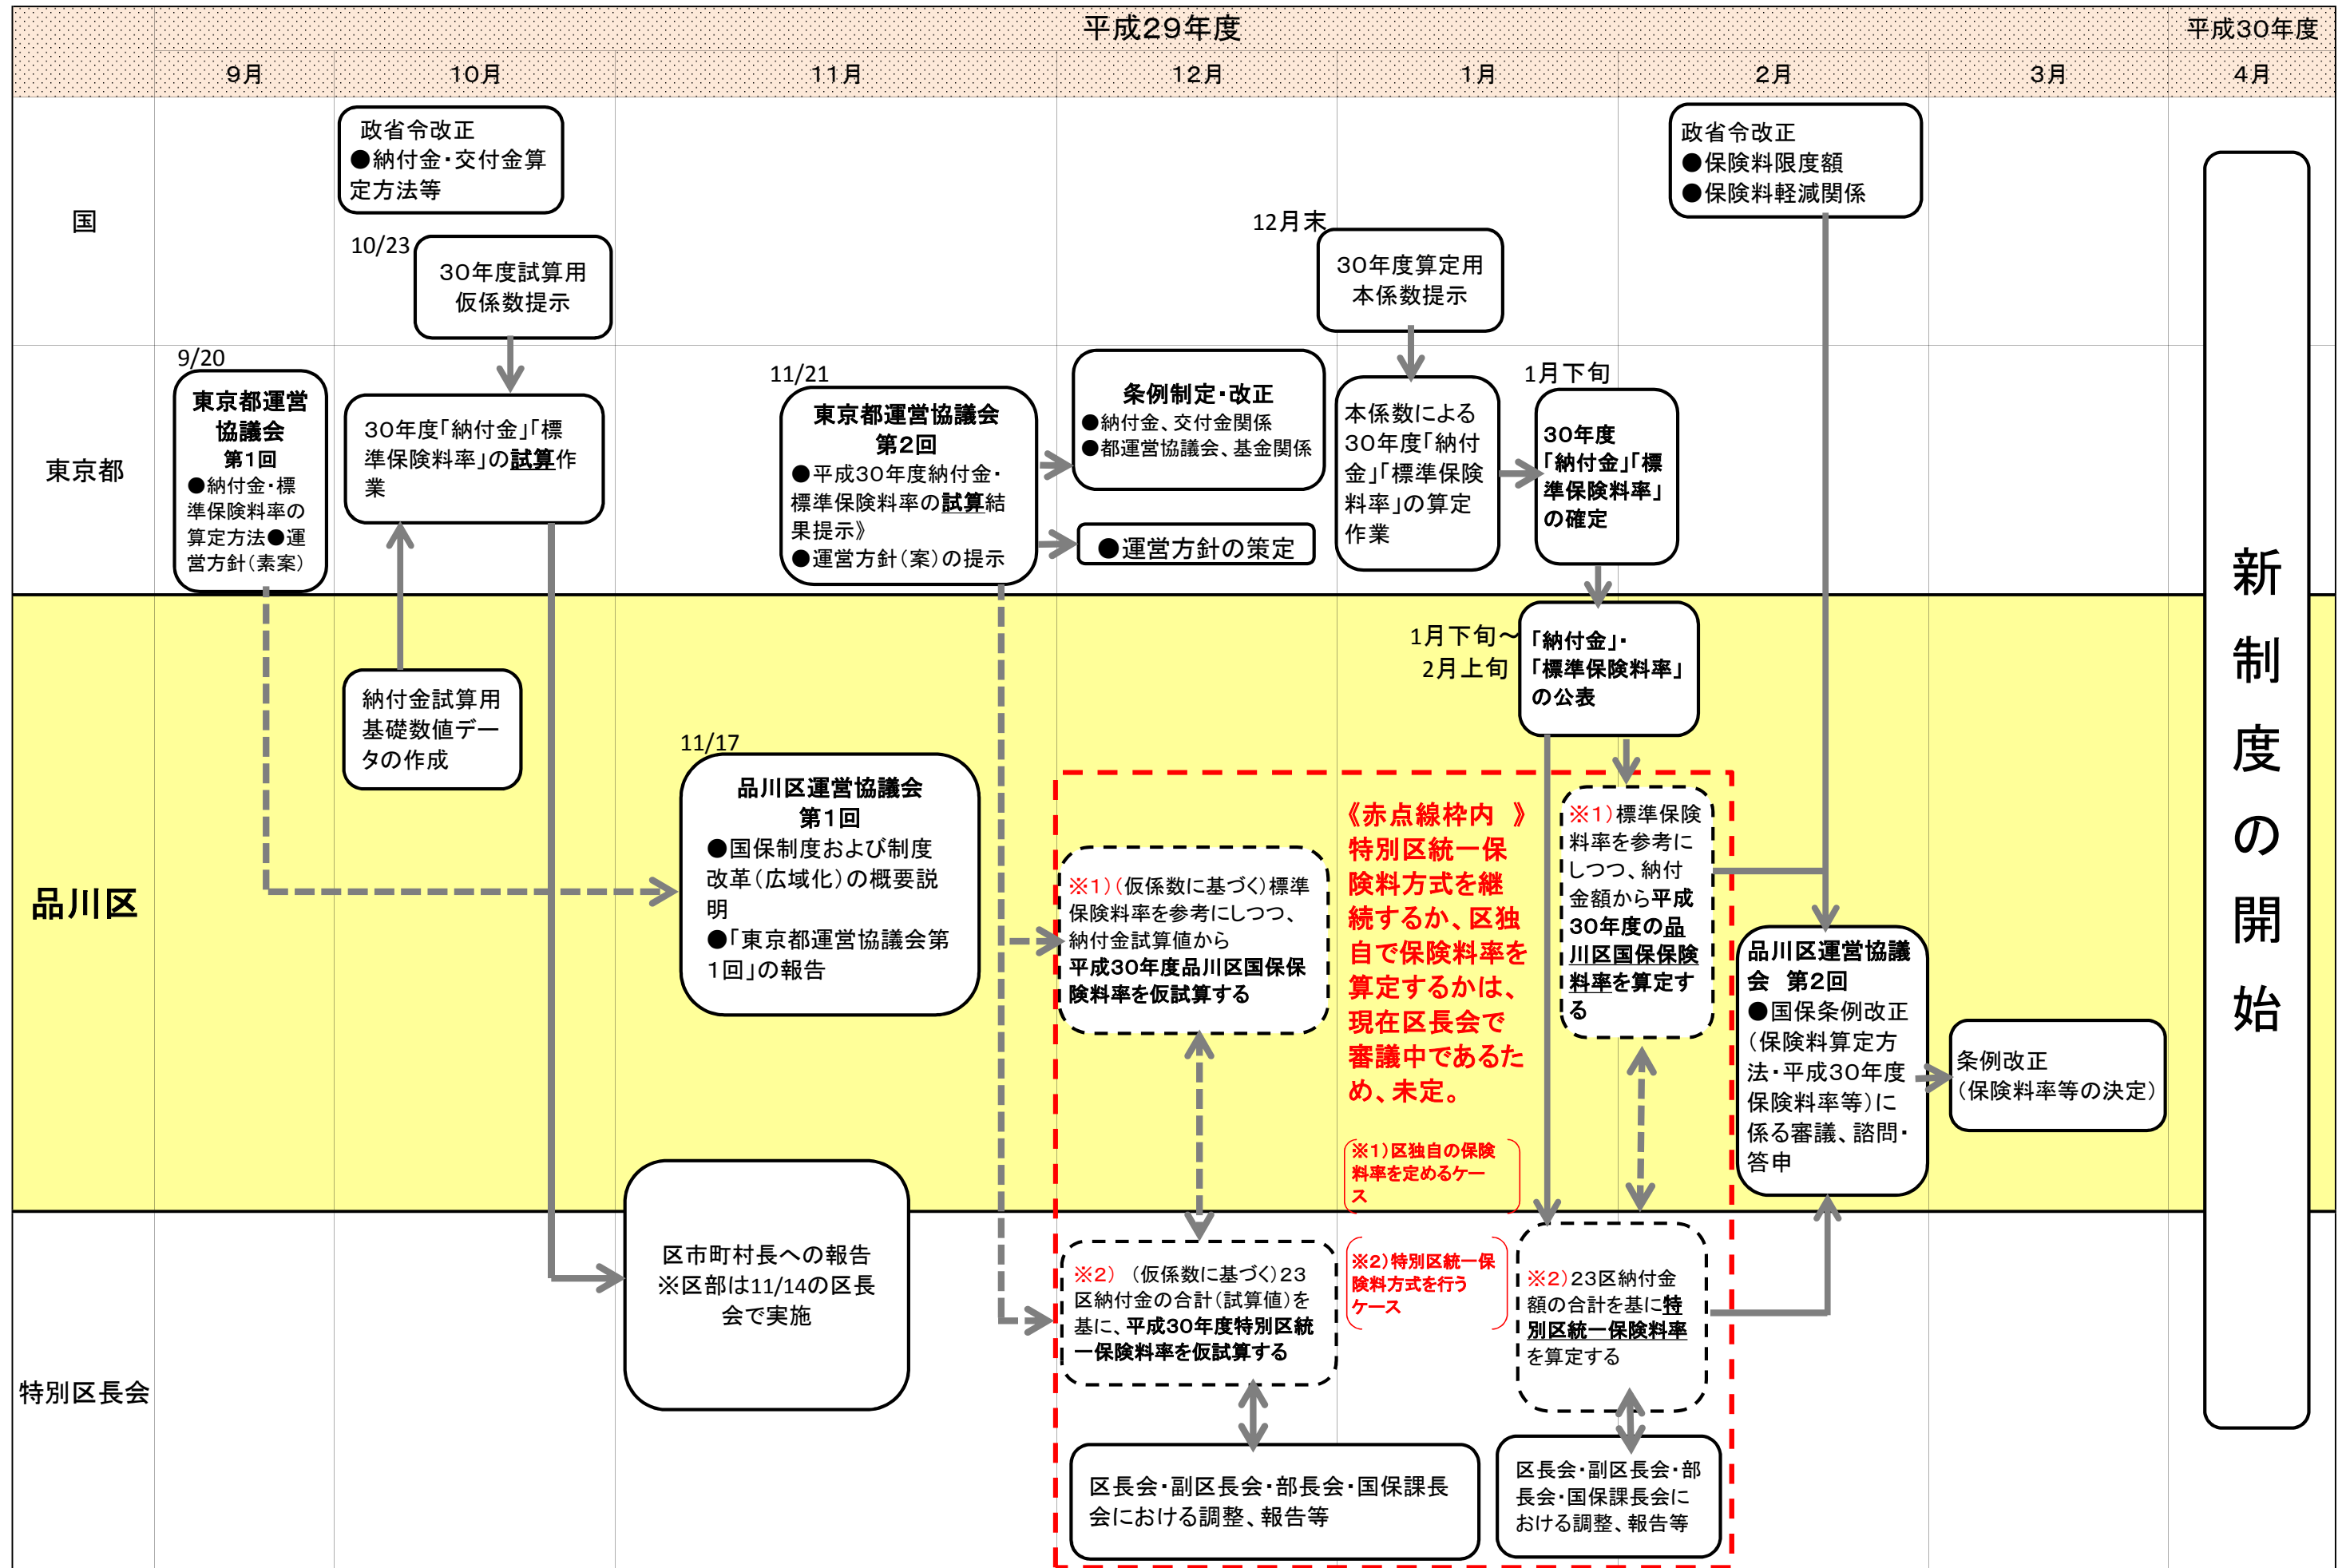 平成29年度
平成30年度
9月
10月
11月
12月
1月
2月
3月
4月
国
政省令改正
●納付金・交付金算
定方法等
10/23
30年度試算用
仮係数提示
12月末
30年度算定用
本係数提示
政省令改正
●保険料限度額
●保険料軽減関係
東京都
9/20
東京都運営
協議会
第1回
●納付金・標
準保険料率の
算定方法●運
営方針（素案）
30年度「納付金」「標
準保険料率」の試算作
業
11/21
東京都運営協議会
第2回
●平成30年度納付金・
標準保険料率の試算結
果提示》
●運営方針（案）の提示
条例制定・改正
●納付金、交付金関係
●都運営協議会、基金関係
●運営方針の策定
本係数による
30年度「納付
金」「標準保険
料率」の算定
作業
1月下旬
30年度
「納付金」「標
準保険料率」
の確定
品川区
納付金試算用
基礎数値デー
タの作成
11/17
品川区運営協議会
第1回
●国保制度および制度
改革（広域化）の概要説
明
●「東京都運営協議会第
1回」の報告
1月下旬～
2月上旬
「納付金」・
「標準保険料率」
の公表
※1）（仮係数に基づく）標準
保険料率を参考にしつつ、
納付金試算値から
平成30年度品川区国保保
険料率を仮試算する
《赤点線枠内　》
特別区統一保
険料方式を継
続するか、区独
自で保険料率を
算定するかは、
現在区長会で
審議中であるた
め、未定。
※1）区独自の保険
料率を定めるケー
ス
※1）標準保険
料率を参考に
しつつ、納付
金額から平成
30年度の品
川区国保保険
料率を算定す
る
品川区運営協議
会　第2回
●国保条例改正
（保険料算定方
法・平成30年度
保険料率等）に
係る審議、諮問・
答申
条例改正
（保険料率等の決定）
特別区長会
区市町村長への報告
※区部は11/14の区長
会で実施
※2）　（仮係数に基づく）23
区納付金の合計（試算値）を
基に、平成30年度特別区統
一保険料率を仮試算する
※2）特別区統一保
険料方式を行う
ケース
※2）23区納付金
額の合計を基に特
別区統一保険料率
を算定する
区長会・副区長会・部長会・国保課長
会における調整、報告等
区長会・副区長会・部
長会・国保課長会に
おける調整、報告等
新制度の開始